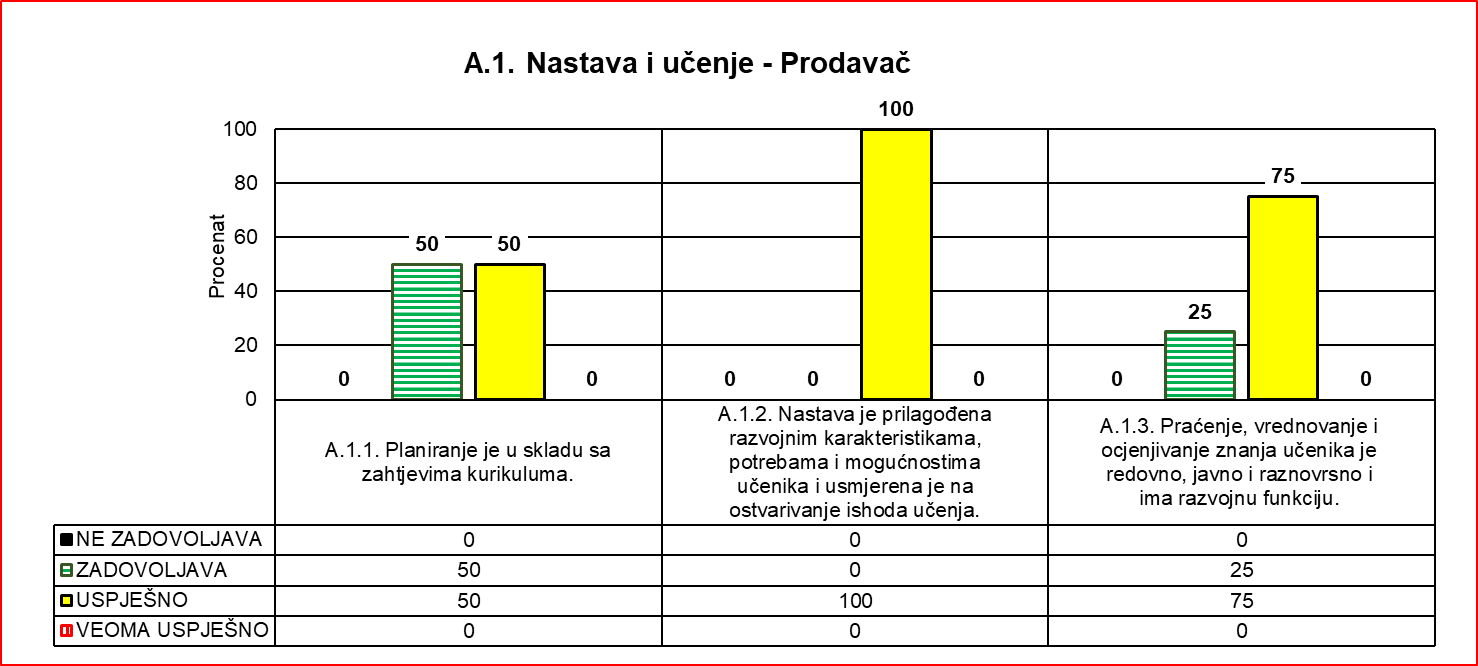 A.1. Nastava i učenje - Prodavač
Procenat
100
80
60
40
20
0
0
50
50
0
0
0
100
0
0
25
75
0
A.1.1. Planiranje je u skladu sa
zahtjevima kurikuluma.
A.1.2. Nastava je prilagođena
razvojnim karakteristikama,
potrebama i mogućnostima
učenika i usmjerena je na
ostvarivanje ishoda učenja.
A.1.3. Praćenje, vrednovanje i
ocjenjivanje znanja učenika je
redovno, javno i raznovrsno i
ima razvojnu funkciju.
NE ZADOVOLJAVA 0 0 0
ZADOVOLJAVA 50 0 25
USPJEŠNO 50 100 75
VEOMA USPJEŠNO 0 0 0